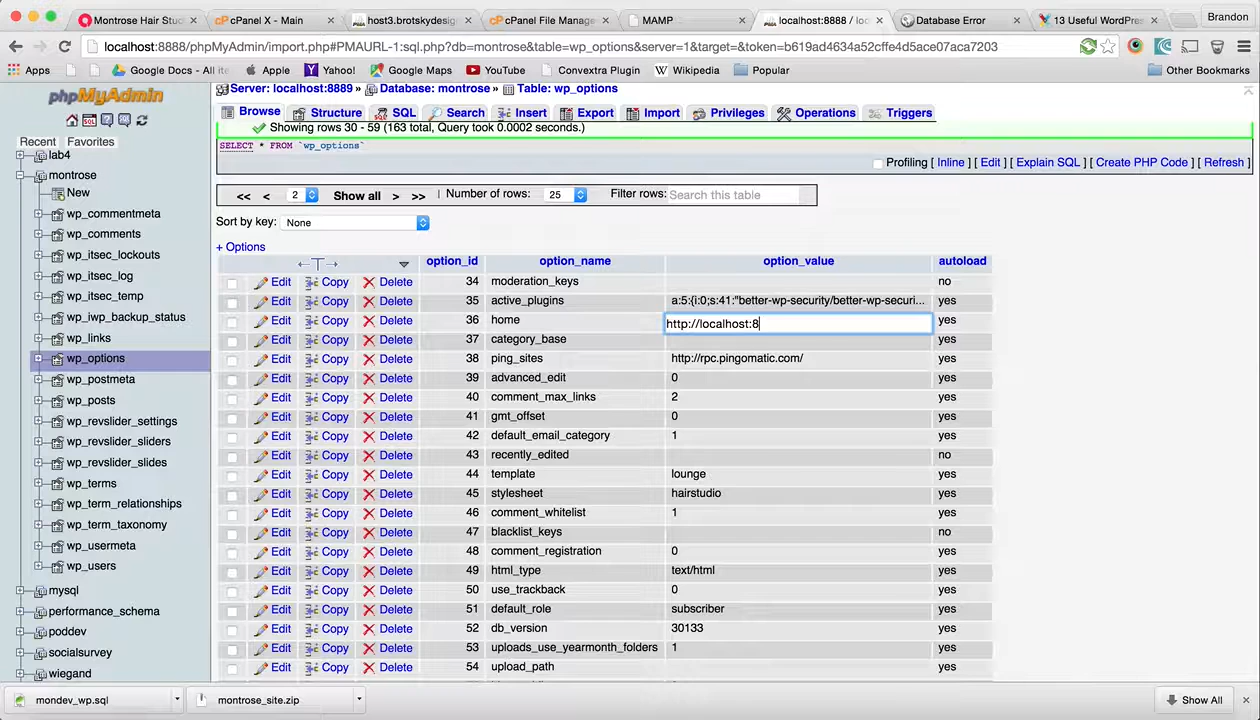 Montrose Hair Stud
cPanel X - Main
host3.brotskydesig
cPanel File Manage
MAMP
localhost:8888 / loc
Database Error
13 Useful WordPres
Brandon
localhost:8888/phpMyAdmin/import.php#PMAURL-1:sql.php?db=montrose&table=wp_options&server=1&target=&token=b619ad4634a52cffe4d5ace07aca7203
Apps
Google Docs - All ite
Apple
Yahoo!
Google Maps
YouTube
Convextra Plugin
Wikipedia
Popular
Other Bookmarks
phpMyAdmin
Recent Favorites
lab4
montrose
New
wp_commentmeta
wp_comments
wp_itsec_lockouts
wp_itsec_log
wp_itsec_temp
wp_iwp_backup_status
wp_links
wp_options
wp_postmeta
wp_posts
wp_revslider_settings
wp_revslider_sliders
wp_revslider_slides
wp_terms
wp_term_relationships
wp_term_taxonomy
wp_usermeta
wp_users
mysql
performance_schema
poddev
socialsurvey
wiegand
Server: localhost:8889 » Database: montrose » Table: wp_options
Browse Structure SQL Search Insert Export Import Privileges Operations Triggers
Showing rows 30 - 59 (163 total, Query took 0.0002 seconds.)
SELECT * FROM `wp_options`
Profiling [ Inline ] [ Edit ] [ Explain SQL ] [ Create PHP Code ] [ Refresh ]
<< < 2 Show all > >> | Number of rows: 25 Filter rows: Search this table
Sort by key: None
+ Options
←T→ option_id option_name option_value autoload
Edit Copy Delete 34 moderation_keys no
Edit Copy Delete 35 active_plugins a:5:{i:0;s:41:"better-wp-security/better-wp-securi... yes
Edit Copy Delete 36 home http://localhost:8 yes
Edit Copy Delete 37 category_base yes
Edit Copy Delete 38 ping_sites http://rpc.pingomatic.com/ yes
Edit Copy Delete 39 advanced_edit 0 yes
Edit Copy Delete 40 comment_max_links 2 yes
Edit Copy Delete 41 gmt_offset 0 yes
Edit Copy Delete 42 default_email_category 1 yes
Edit Copy Delete 43 recently_edited no
Edit Copy Delete 44 template lounge yes
Edit Copy Delete 45 stylesheet hairstudio yes
Edit Copy Delete 46 comment_whitelist 1 yes
Edit Copy Delete 47 blacklist_keys no
Edit Copy Delete 48 comment_registration 0 yes
Edit Copy Delete 49 html_type text/html yes
Edit Copy Delete 50 use_trackback 0 yes
Edit Copy Delete 51 default_role subscriber yes
Edit Copy Delete 52 db_version 30133 yes
Edit Copy Delete 53 uploads_use_yearmonth_folders 1 yes
Edit Copy Delete 54 upload_path yes
mondev_wp.sql
montrose_site.zip
Show All